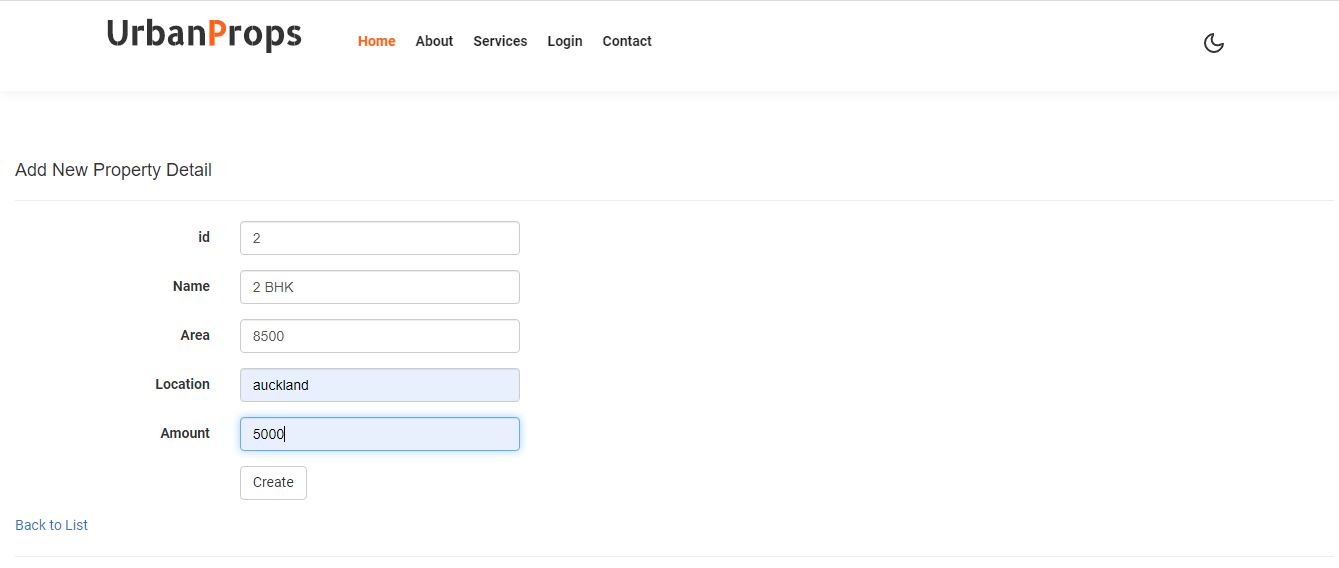 UrbanProps
Home About Services Login Contact
Add New Property Detail
id 2
Name 2 BHK
Area 8500
Location auckland
Amount 5000
Create
Back to List